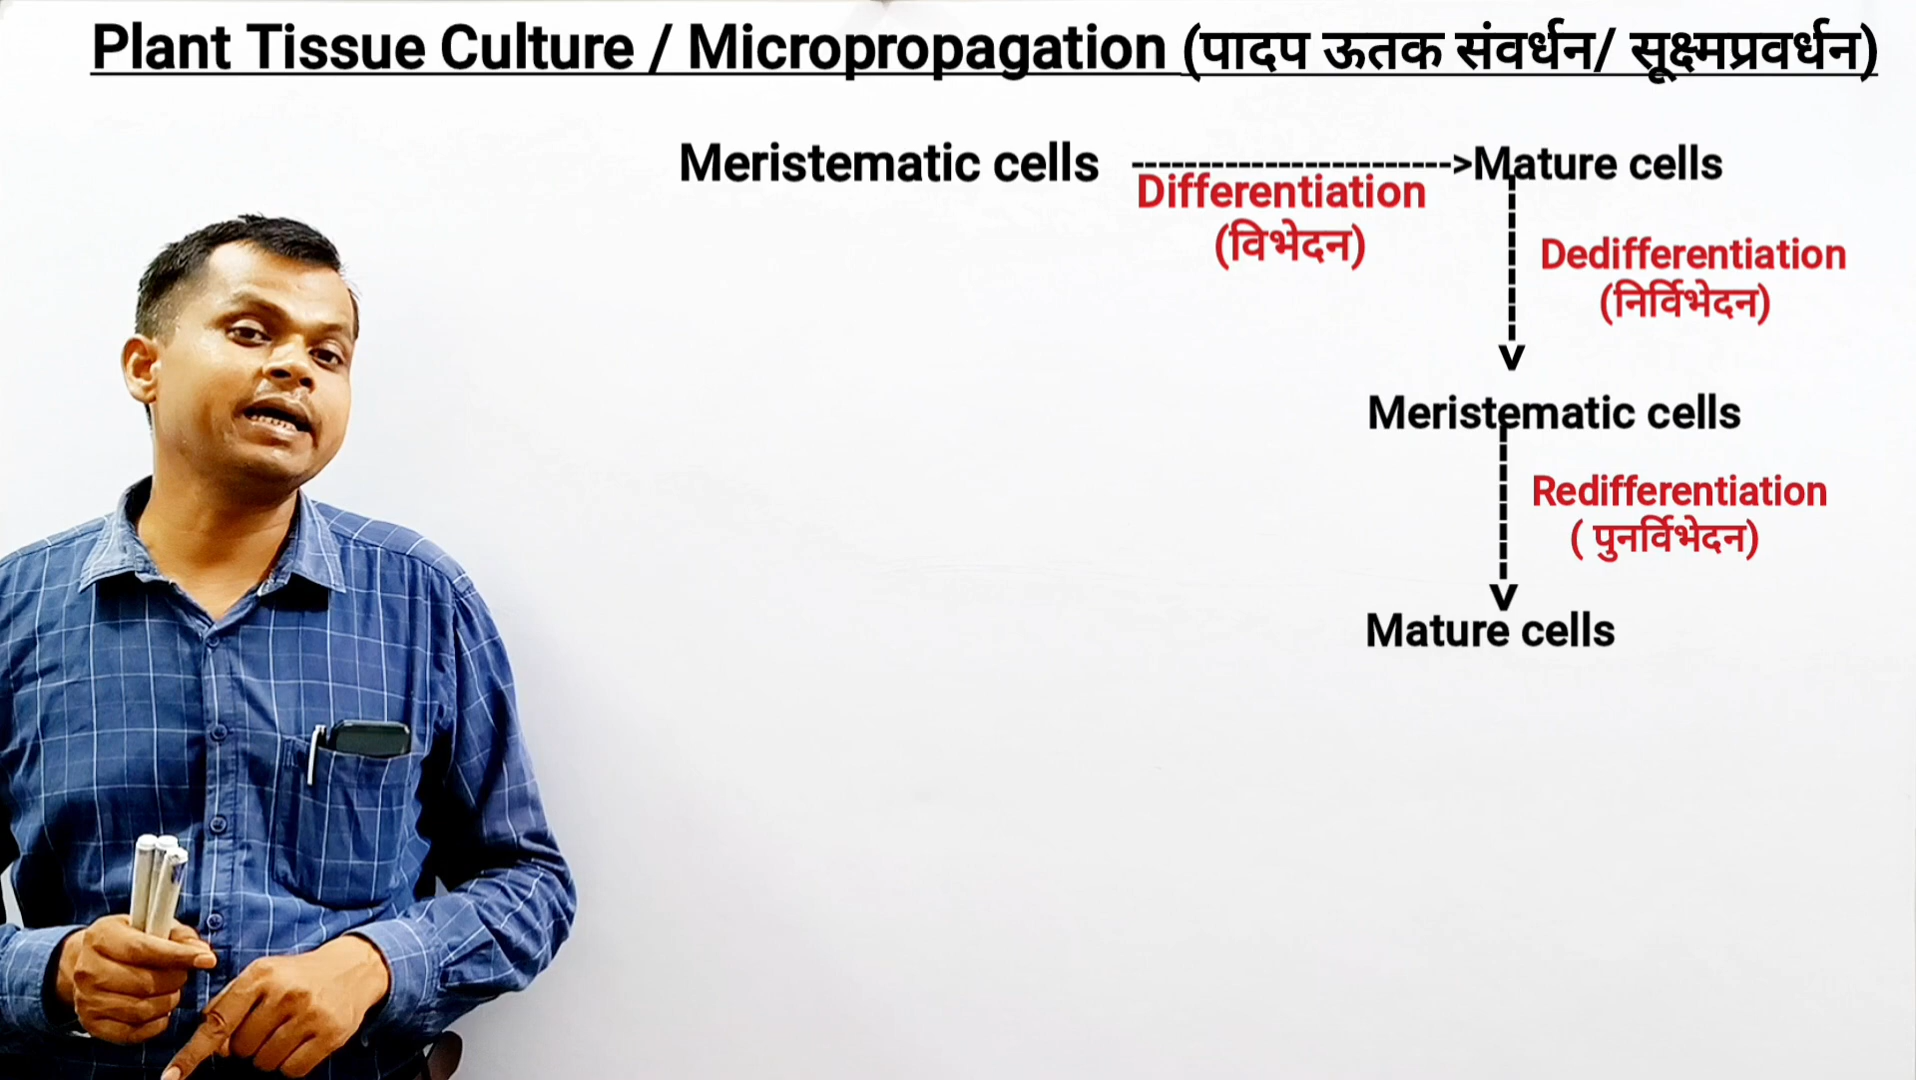 Plant Tissue Culture / Micropropagation (पादप ऊतक संवर्धन/ सूक्ष्मप्रवर्धन)
Meristematic cells ------------------------>Mature cells
Differentiation
(विभेदन)
Dedifferentiation
(निर्विभेदन)
Meristematic cells
Redifferentiation
( पुनर्विभेदन)
Mature cells